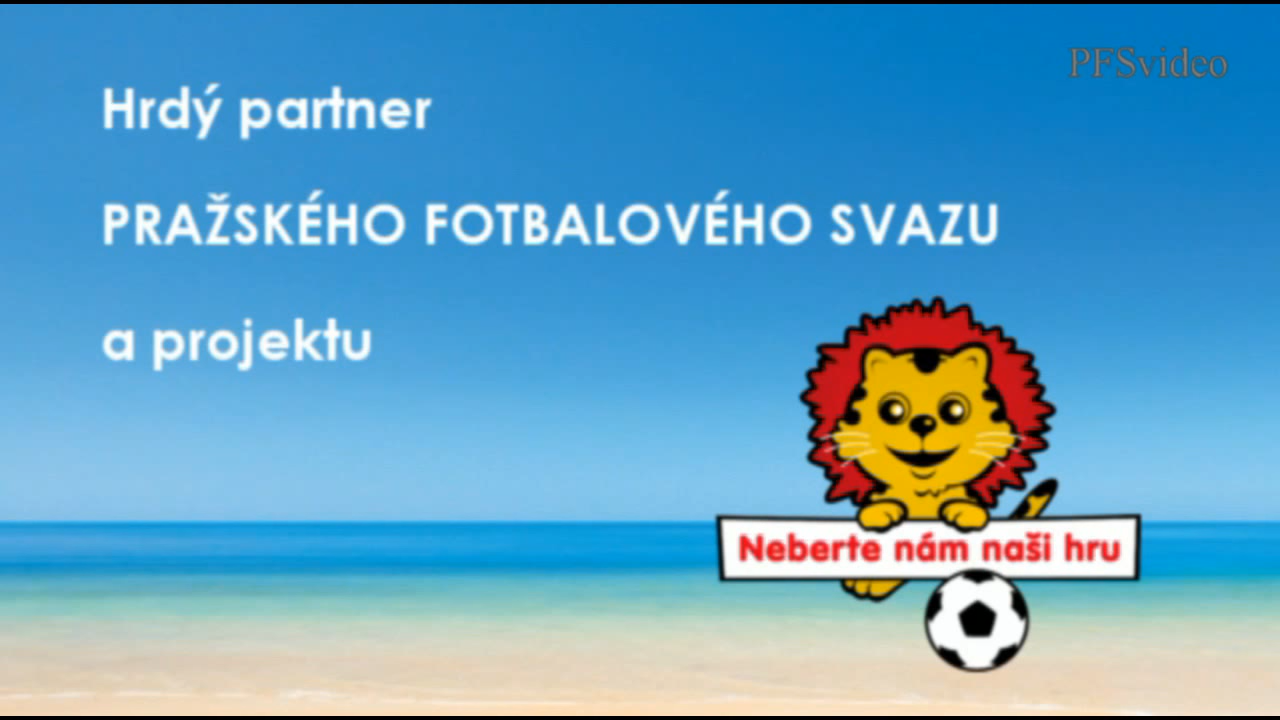 PFSvideo
Hrdý partner
PRAŽSKÉHO FOTBALOVÉHO SVAZU
a projektu
Neberte nám naši hru